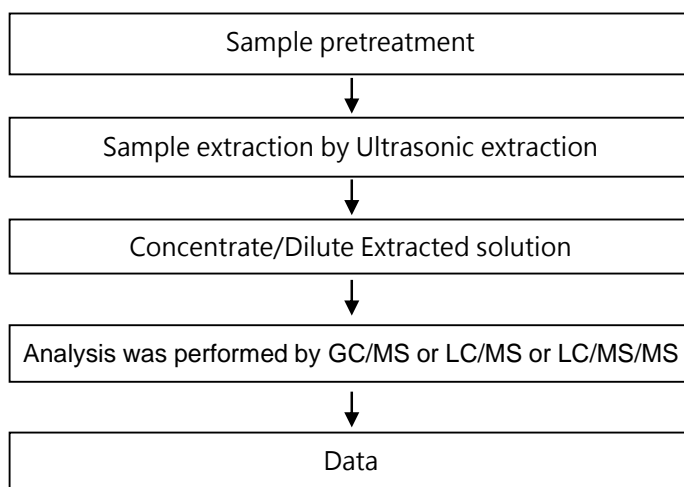 Sample pretreatment
Sample extraction by Ultrasonic extraction
Concentrate/Dilute Extracted solution
Analysis was performed by GC/MS or LC/MS or LC/MS/MS
Data